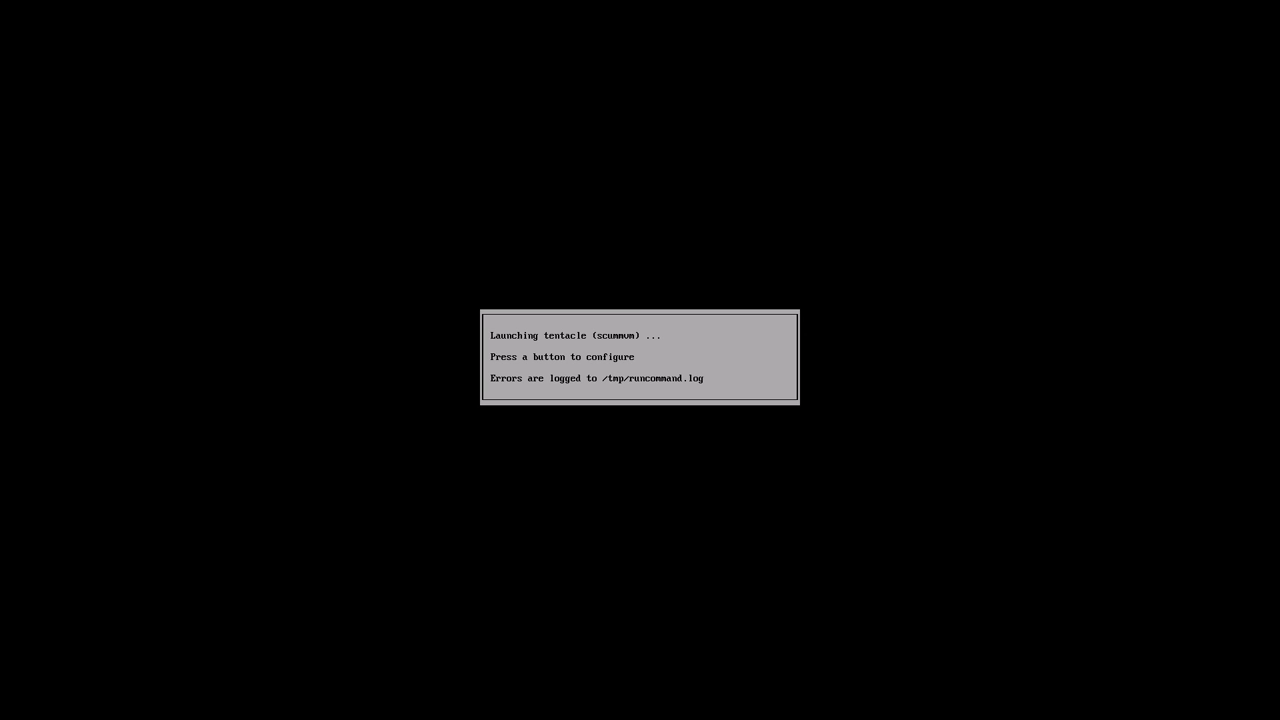 Launching tentacle (scummvm) ...
Press a button to configure
Errors are logged to /tmp/runcommand.log